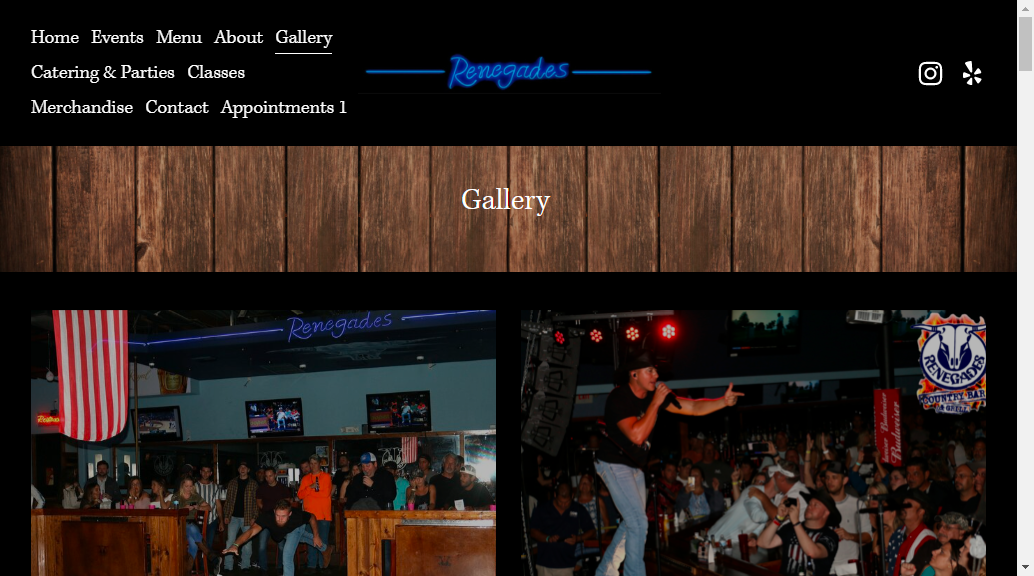 Home Events Menu About Gallery
Catering & Parties Classes
Merchandise Contact Appointments 1
Renegades
Gallery
Renegades
RENEGADES
COUNTRY BAR
& GRILL
Budweiser